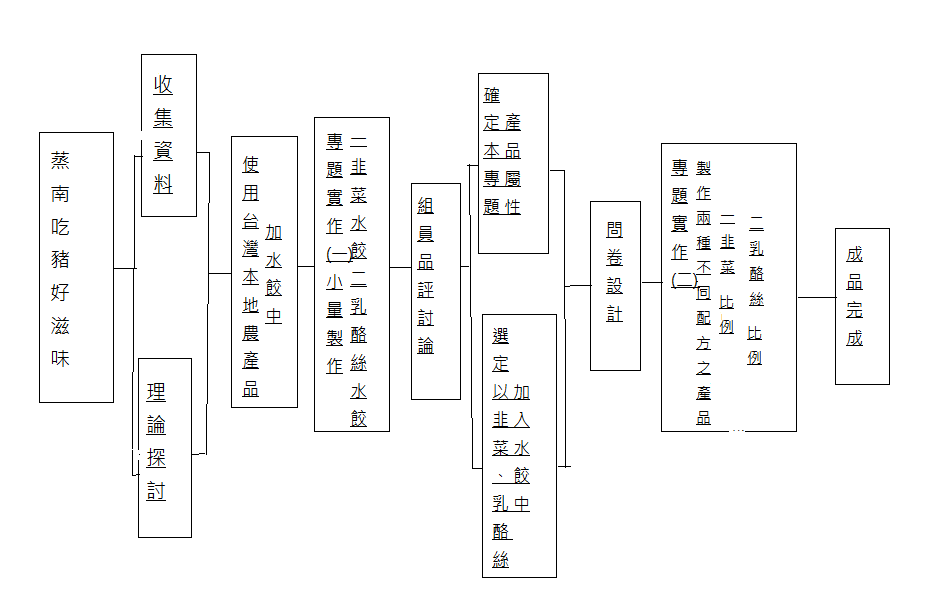 蒸南吃豬好滋味
收集資料
理論探討
使用台灣本地農產品
加水餃中
專題實作(一)小量製作
一韭菜水餃二乳酪絲水餃
組員品評討論
確定本專題
產品屬性
選定以韭菜、乳酪絲
加入水餃中
問卷設計
專題實作(二)
製作兩種不同配方之產品
一韭菜 比例
二乳酪絲 比例
…
成品完成